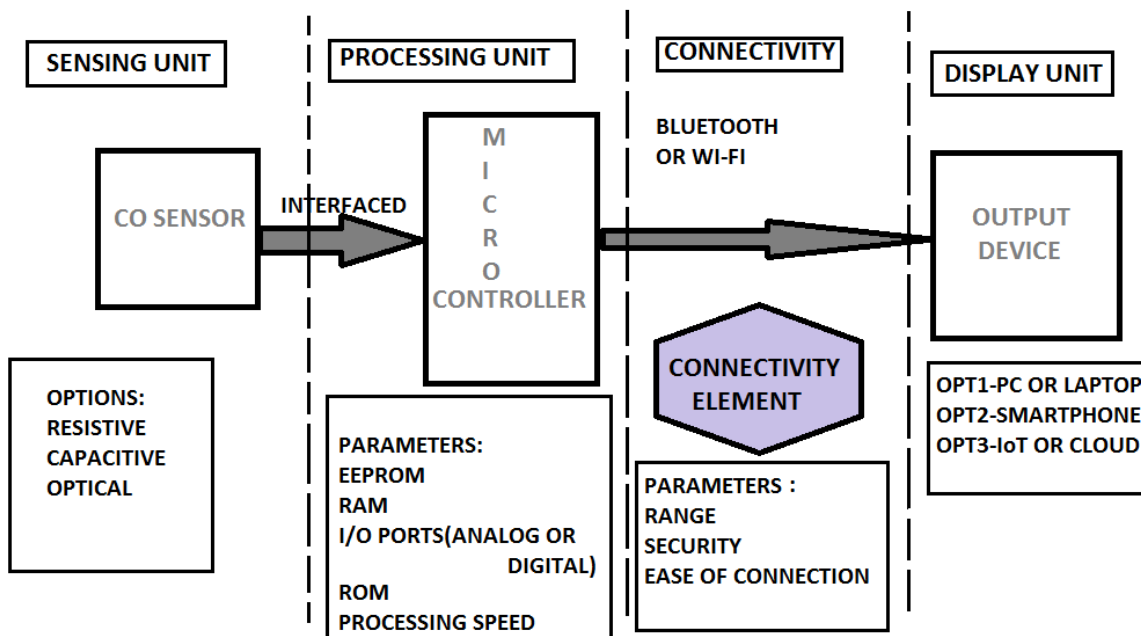 SENSING UNIT
PROCESSING UNIT
CONNECTIVITY
DISPLAY UNIT
CO SENSOR
INTERFACED
M
I
C
R
O
CONTROLLER
BLUETOOTH
OR WI-FI
OUTPUT
DEVICE
CONNECTIVITY
ELEMENT
OPTIONS:
RESISTIVE
CAPACITIVE
OPTICAL
PARAMETERS:
EEPROM
RAM
I/O PORTS(ANALOG OR
DIGITAL)
ROM
PROCESSING SPEED
PARAMETERS :
RANGE
SECURITY
EASE OF CONNECTION
OPT1-PC OR LAPTOP
OPT2-SMARTPHONE
OPT3-IoT OR CLOUD